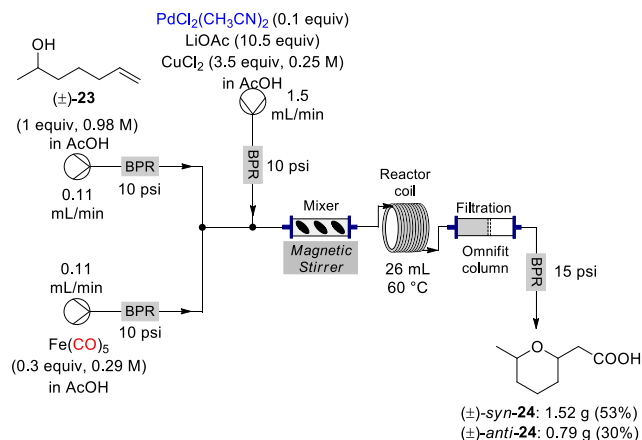 PdCl2(CH3CN)2 (0.1 equiv)
LiOAc (10.5 equiv)
CuCl2 (3.5 equiv, 0.25 M)
in AcOH
OH
(±)-23
(1 equiv, 0.98 M)
in AcOH
1.5
mL/min
BPR
10 psi
0.11
mL/min
BPR
10 psi
Mixer
Magnetic
Stirrer
Reactor
coil
26 mL
60 °C
Filtration
Omnifit
column
BPR
15 psi
0.11
mL/min
BPR
10 psi
Fe(CO)5
(0.3 equiv, 0.29 M)
in AcOH
O
COOH
(±)-syn-24: 1.52 g (53%)
(±)-anti-24: 0.79 g (30%)